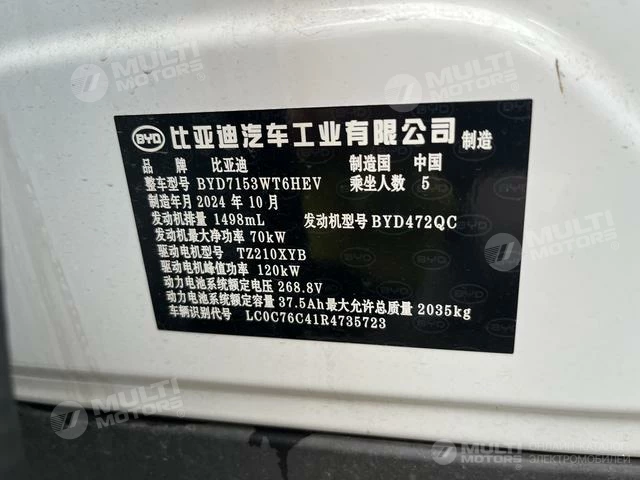 BYD 比亚迪汽车工业有限公司 制造
品 牌 比亚迪 制造国 中国
整车型号 BYD7153WT6HEV 乘坐人数 5
制造年月 2024 年 10 月
发动机排量 1498mL 发动机型号 BYD472QC
发动机最大净功率 70kW
驱动电机型号 TZ210XYB
驱动电机峰值功率 120kW
动力电池系统额定电压 268.8V
动力电池系统额定容量 37.5Ah 最大允许总质量 2035kg
车辆识别代号 LC0C76C41R4735723
MULTI MOTORS
MULTI MOTORS
MULTI MOTORS
MULTI MOTORS
MULTI MOTORS
ЭЛЕКТРОМОБИЛЕЙ